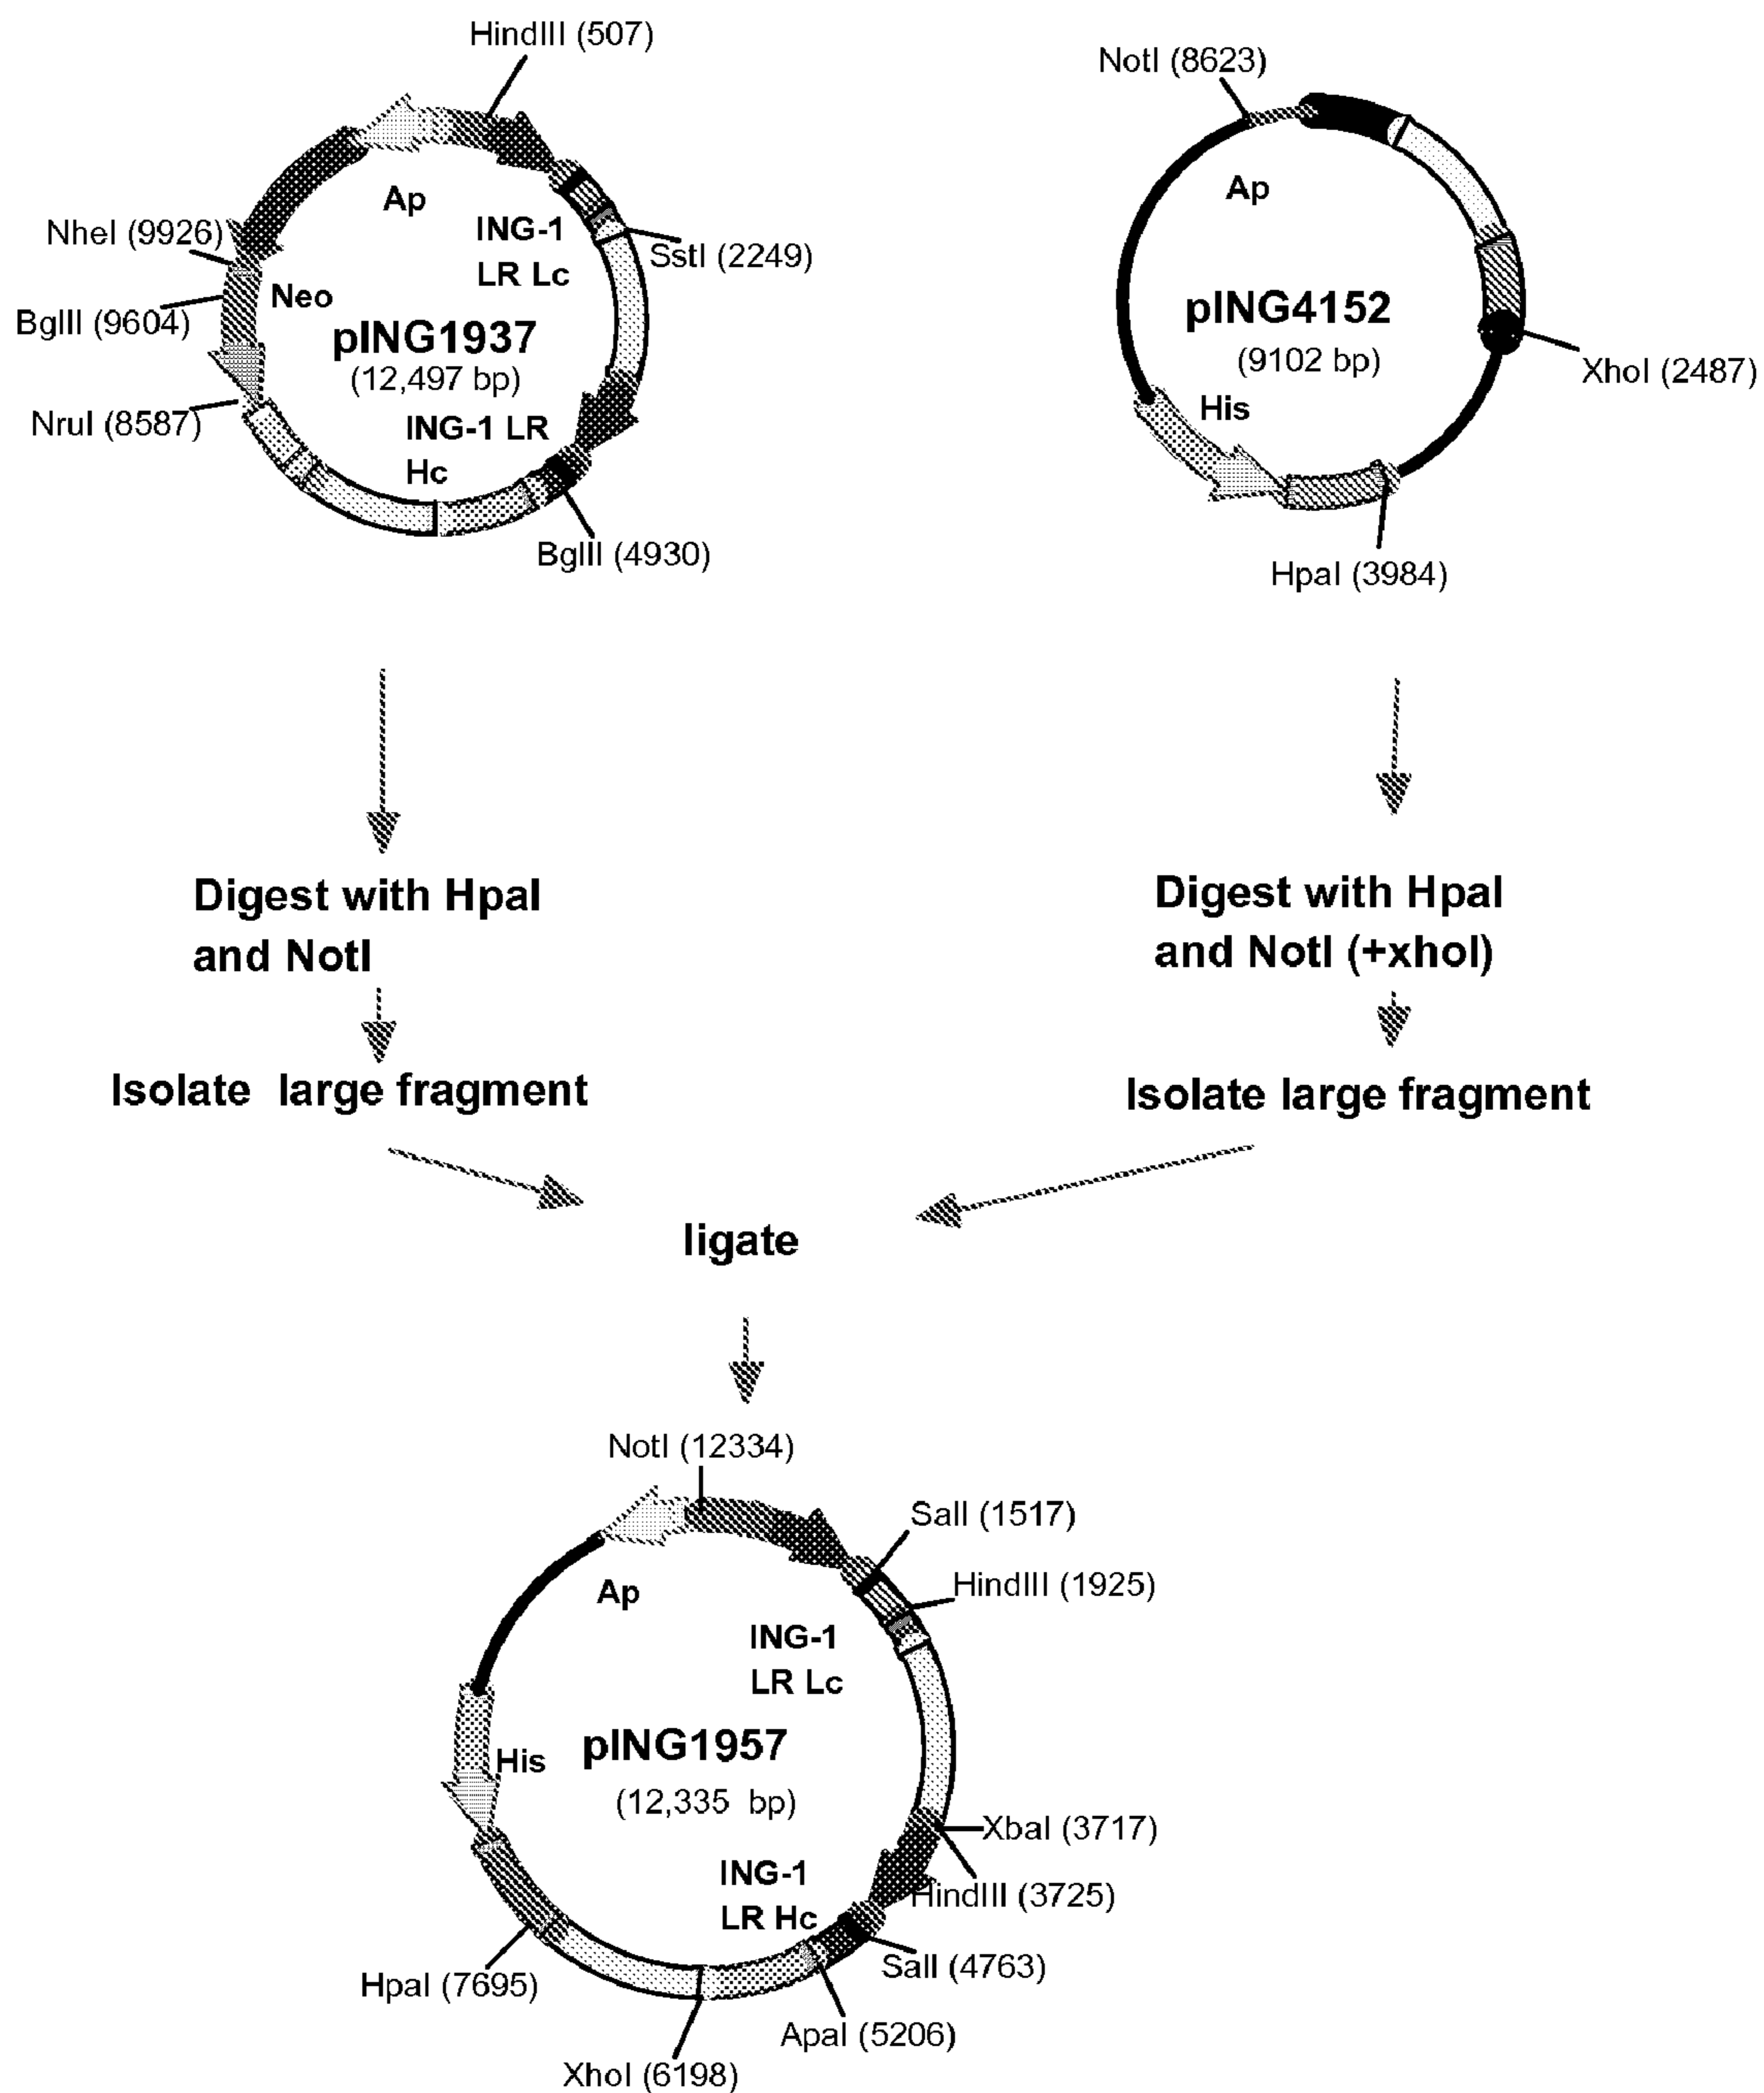 HindIII (507)
NheI (9926)
BglII (9604)
NruI (8587)
Ap
ING-1
LR Lc
SstI (2249)
Neo
pING1937
(12,497 bp)
ING-1 LR
Hc
BglII (4930)
NotI (8623)
Ap
pING4152
(9102 bp)
XhoI (2487)
His
HpaI (3984)
Digest with HpaI
and NotI
Isolate large fragment
Digest with HpaI
and NotI (+xhoI)
Isolate large fragment
ligate
NotI (12334)
SalI (1517)
HindIII (1925)
Ap
ING-1
LR Lc
His
pING1957
(12,335 bp)
XbaI (3717)
HindIII (3725)
ING-1
LR Hc
SalI (4763)
HpaI (7695)
ApaI (5206)
XhoI (6198)